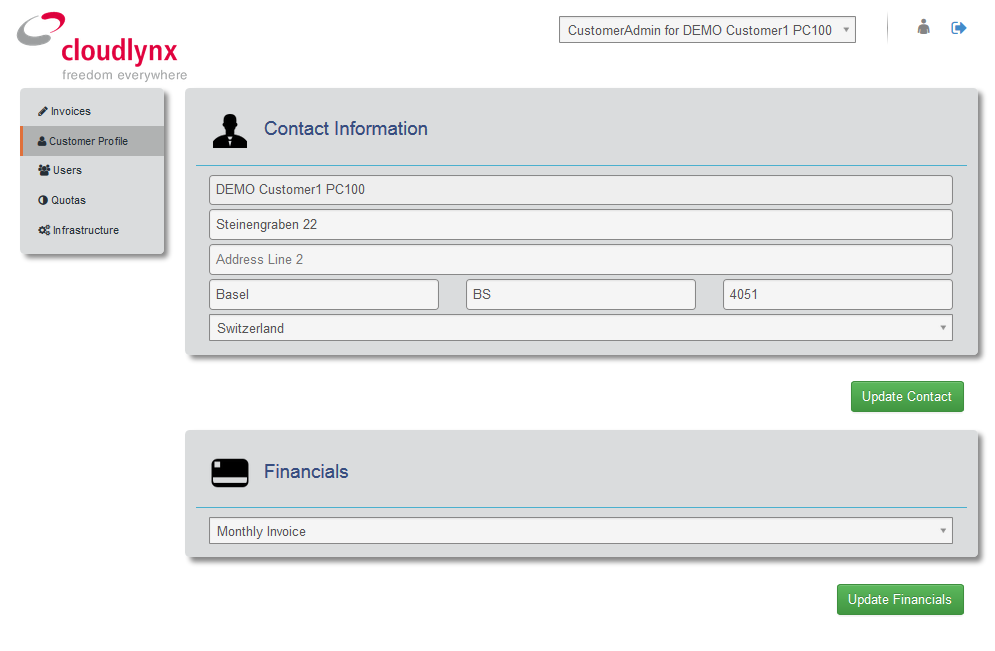 cloudlynx
freedom everywhere
CustomerAdmin for DEMO Customer1 PC100
Invoices
Customer Profile
Users
Quotas
Infrastructure
Contact Information
DEMO Customer1 PC100
Steinengraben 22
Address Line 2
Basel
BS
4051
Switzerland
Update Contact
Financials
Monthly Invoice
Update Financials